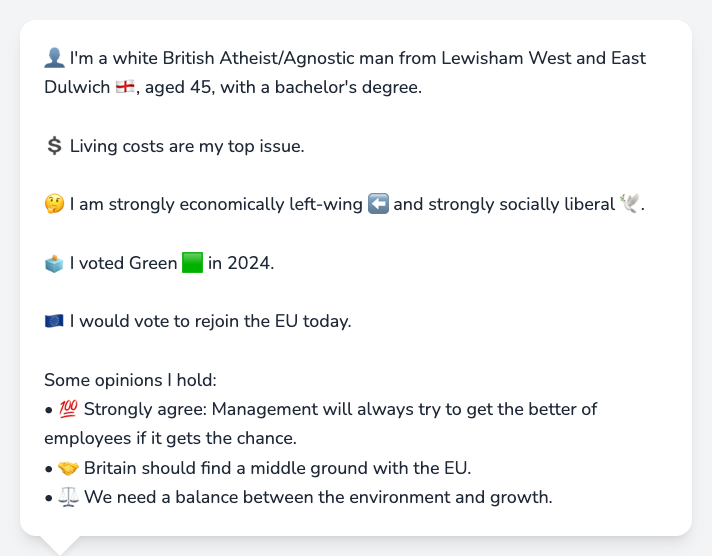 👤 I'm a white British Atheist/Agnostic man from Lewisham West and East
Dulwich 🏴󠁧󠁢󠁥󠁮󠁧󠁿, aged 45, with a bachelor's degree.
💲 Living costs are my top issue.
🤔 I am strongly economically left-wing ⬅️ and strongly socially liberal 🕊️.
🗳️ I voted Green 🟩 in 2024.
🇪🇺 I would vote to rejoin the EU today.
Some opinions I hold:
• 💯 Strongly agree: Management will always try to get the better of
employees if it gets the chance.
• 🤝 Britain should find a middle ground with the EU.
• ⚖️ We need a balance between the environment and growth.